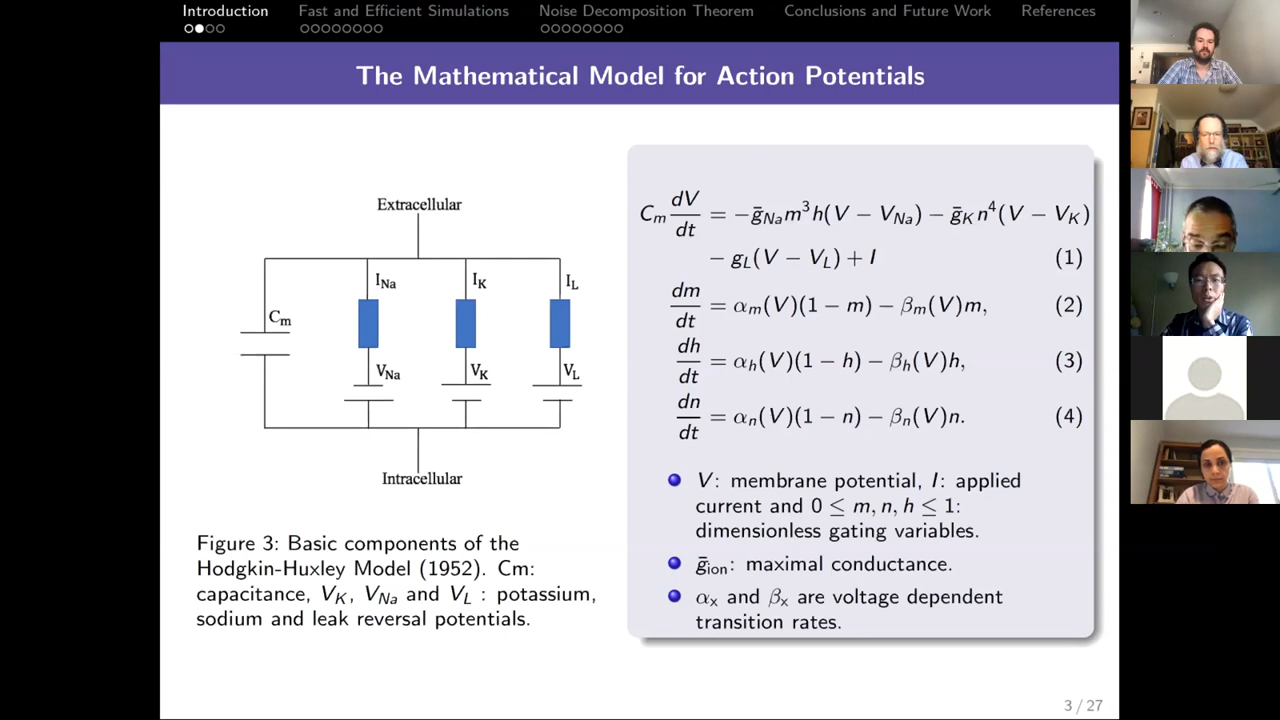 Introduction Fast and Efficient Simulations Noise Decomposition Theorem Conclusions and Future Work References
The Mathematical Model for Action Potentials
Extracellular
I_Na I_K I_L
C_m
V_Na V_K V_L
Intracellular
Figure 3: Basic components of the
Hodgkin-Huxley Model (1952). Cm:
capacitance, V_K, V_Na and V_L : potassium,
sodium and leak reversal potentials.
C_m dV/dt = −ḡ_Na m³h(V − V_Na) − ḡ_K n⁴(V − V_K)
− g_L(V − V_L) + I (1)
dm/dt = α_m(V)(1 − m) − β_m(V)m, (2)
dh/dt = α_h(V)(1 − h) − β_h(V)h, (3)
dn/dt = α_n(V)(1 − n) − β_n(V)n. (4)
V: membrane potential, I: applied
current and 0 ≤ m, n, h ≤ 1:
dimensionless gating variables.
ḡ_ion: maximal conductance.
α_x and β_x are voltage dependent
transition rates.
3 / 27